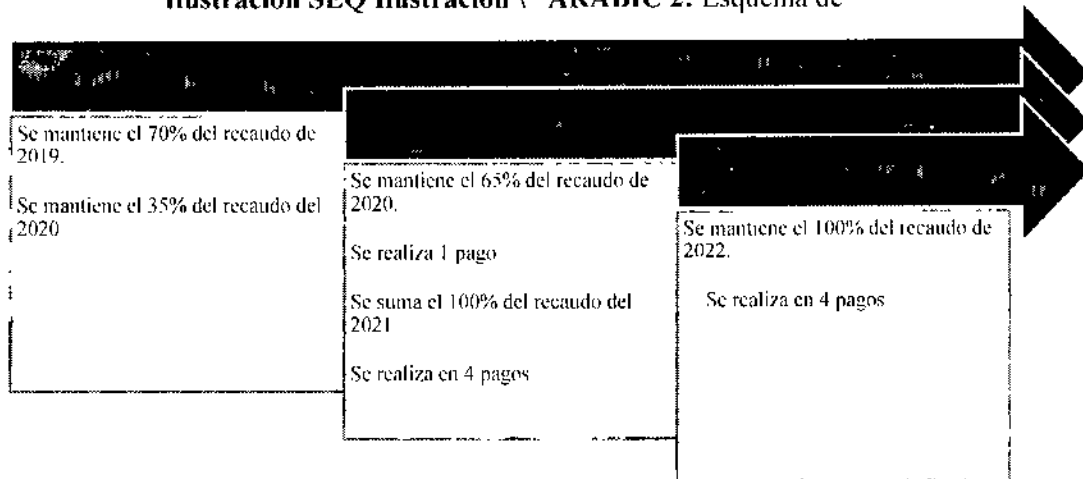 Ilustración SEQ Ilustración \* ARABIC 2. Esquema de
Se mantiene el 70% del recaudo de
2019.
Se mantiene el 35% del recaudo del
2020
Se mantiene el 65% del recaudo de
2020.
Se realiza 1 pago
Se suma el 100% del recaudo del
2021
Se realiza en 4 pagos
Se mantiene el 100% del recaudo de
2022.
Se realiza en 4 pagos